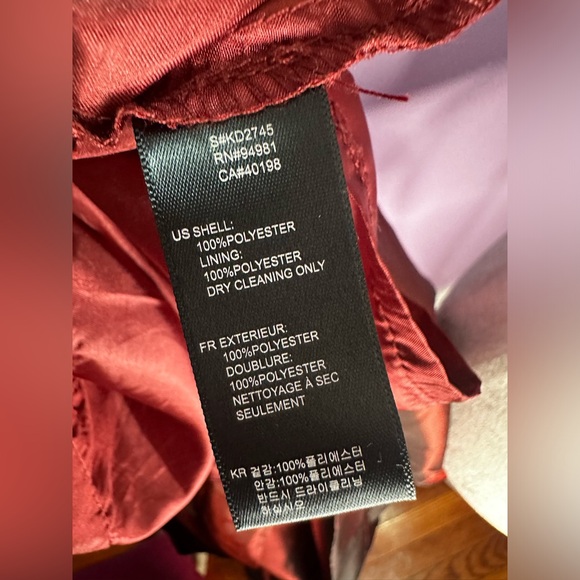 S#KD2745
RN#94981
CA#40198
US SHELL:
100%POLYESTER
LINING:
100%POLYESTER
DRY CLEANING ONLY
FR EXTERIEUR:
100%POLYESTER
DOUBLURE:
100%POLYESTER
NETTOYAGE À SEC
SEULEMENT
KR 겉감:100%폴리에스터
안감:100%폴리에스터
반드시 드라이클리닝
하십시오